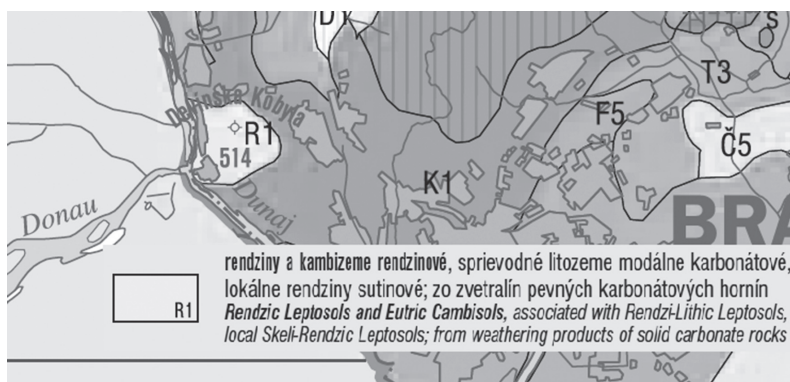 D1
S
T3
Devínska Kobyla
R1
514
F5
Č5
K1
Donau
Dunaj
BRA
R1
rendziny a kambizeme rendzinové, sprievodné litozeme modálne karbonátové,
lokálne rendziny sutinové; zo zvetralín pevných karbonátových hornín
Rendzic Leptosols and Eutric Cambisols, associated with Rendzi-Lithic Leptosols,
local Skeli-Rendzic Leptosols; from weathering products of solid carbonate rocks